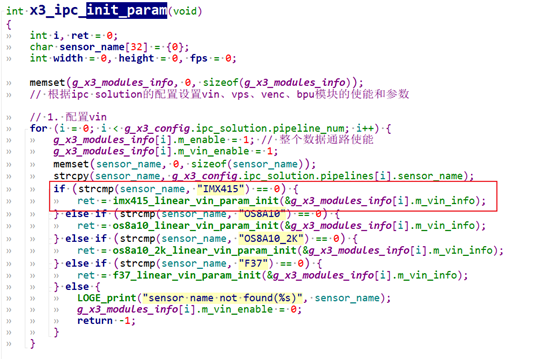 int x3_ipc_init_param(void)
{
int i, ret = 0;
char sensor_name[32] = {0};
int width = 0, height = 0, fps = 0;
memset(g_x3_modules_info, 0, sizeof(g_x3_modules_info));
// 根据ipc solution的配置设置vin、vps、venc、bpu模块的使能和参数
// 1. 配置vin
for (i = 0; i < g_x3_config.ipc_solution.pipeline_num; i++) {
g_x3_modules_info[i].m_enable = 1; // 整个数据通路使能
g_x3_modules_info[i].m_vin_enable = 1;
memset(sensor_name, 0, sizeof(sensor_name));
strcpy(sensor_name, g_x3_config.ipc_solution.pipelines[i].sensor_name);
if (strcmp(sensor_name, "IMX415") == 0) {
ret = imx415_linear_vin_param_init(&g_x3_modules_info[i].m_vin_info);
} else if (strcmp(sensor_name, "OS8A10") == 0) {
ret = os8a10_linear_vin_param_init(&g_x3_modules_info[i].m_vin_info);
} else if (strcmp(sensor_name, "OS8A10_2K") == 0) {
ret = os8a10_2k_linear_vin_param_init(&g_x3_modules_info[i].m_vin_info);
} else if (strcmp(sensor_name, "F37") == 0) {
ret = f37_linear_vin_param_init(&g_x3_modules_info[i].m_vin_info);
} else {
LOGE_print("sensor name not found(%s)", sensor_name);
g_x3_modules_info[i].m_vin_enable = 0;
return -1;
}
}